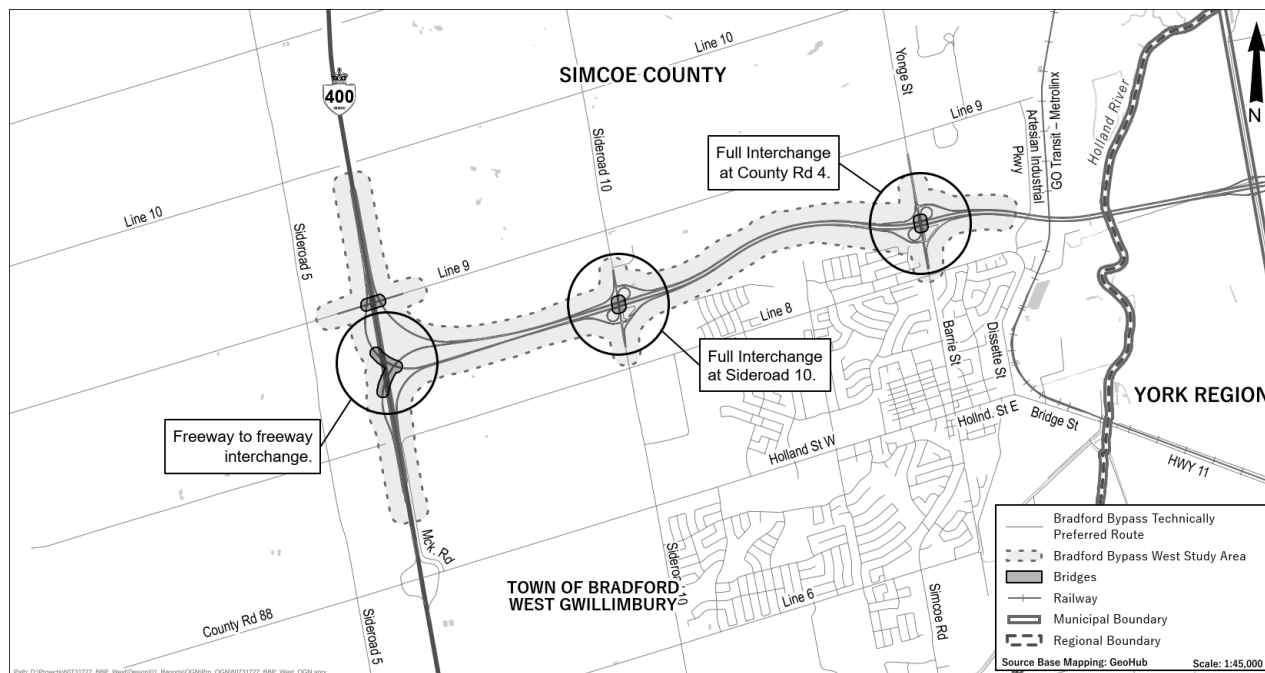 Line 10
SIMCOE COUNTY
Yonge St
400
Holland River
GO Transit – Metrolinx
N
Sideroad 10
Line 9
Artesian Industrial
Pkwy
Full Interchange
at County Rd 4.
Line 10
Sideroad 5
Line 9
Line 8
Full Interchange
at Sideroad 10.
Barrie St
Dissette St
YORK REGION
Freeway to freeway
interchange.
Hollnd. St E
Bridge St
Holland St W
HWY 11
Mck. Rd
Sideroad 10
TOWN OF BRADFORD
WEST GWILLIMBURY
Line 6
Simcoe Rd
County Rd 88
Sideroad 5
Bradford Bypass Technically
Preferred Route
Bradford Bypass West Study Area
Bridges
Railway
Municipal Boundary
Regional Boundary
Source Base Mapping: GeoHub
Scale: 1:45,000